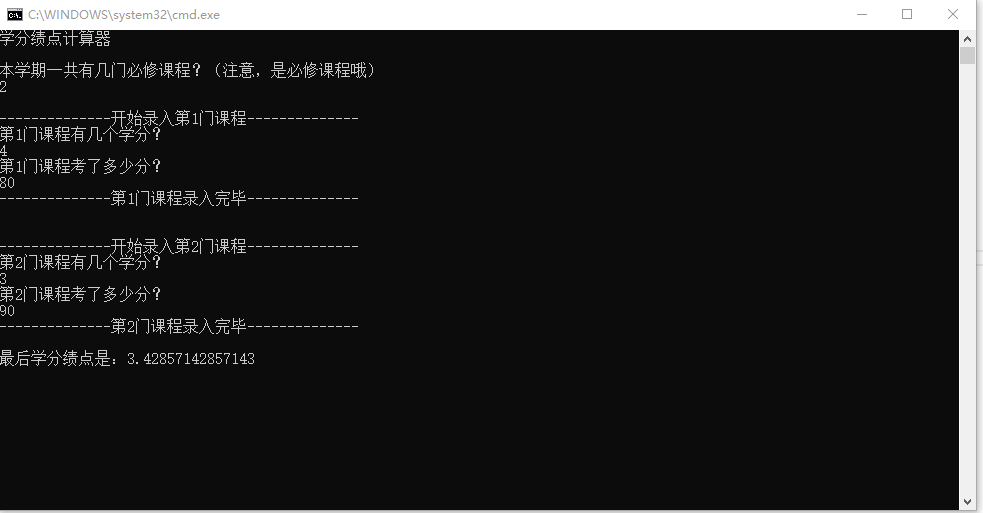 C:\WINDOWS\system32\cmd.exe
学分绩点计算器
本学期一共有几门必修课程？（注意，是必修课程哦）
2
--------------开始录入第1门课程--------------
第1门课程有几个学分？
4
第1门课程考了多少分？
80
--------------第1门课程录入完毕--------------
--------------开始录入第2门课程--------------
第2门课程有几个学分？
3
第2门课程考了多少分？
90
--------------第2门课程录入完毕--------------
最后学分绩点是：3.42857142857143